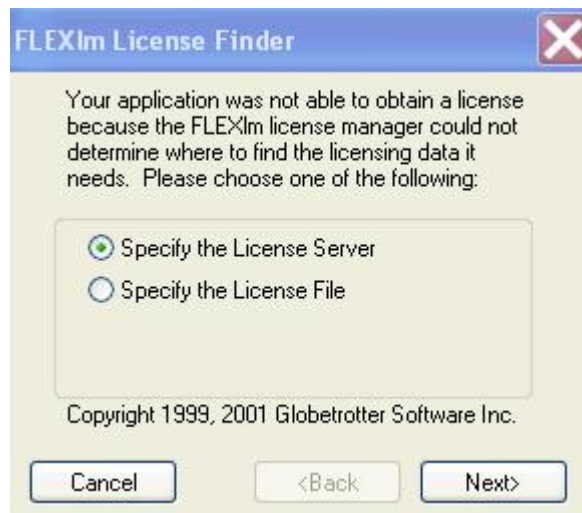 FLEXlm License Finder
Your application was not able to obtain a license
because the FLEXlm license manager could not
determine where to find the licensing data it
needs. Please choose one of the following:
Specify the License Server
Specify the License File
Copyright 1999, 2001 Globetrotter Software Inc.
Cancel
<Back
Next>